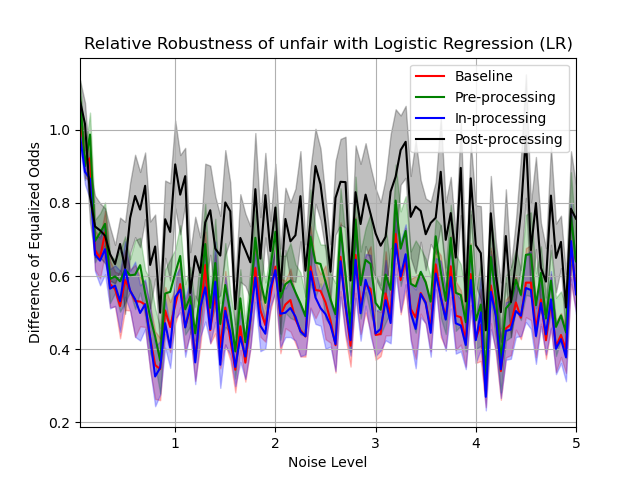 Relative Robustness of unfair with Logistic Regression (LR)
Baseline
Pre-processing
In-processing
Post-processing
Difference of Equalized Odds
1.0
0.8
0.6
0.4
0.2
1 2 3 4 5
Noise Level